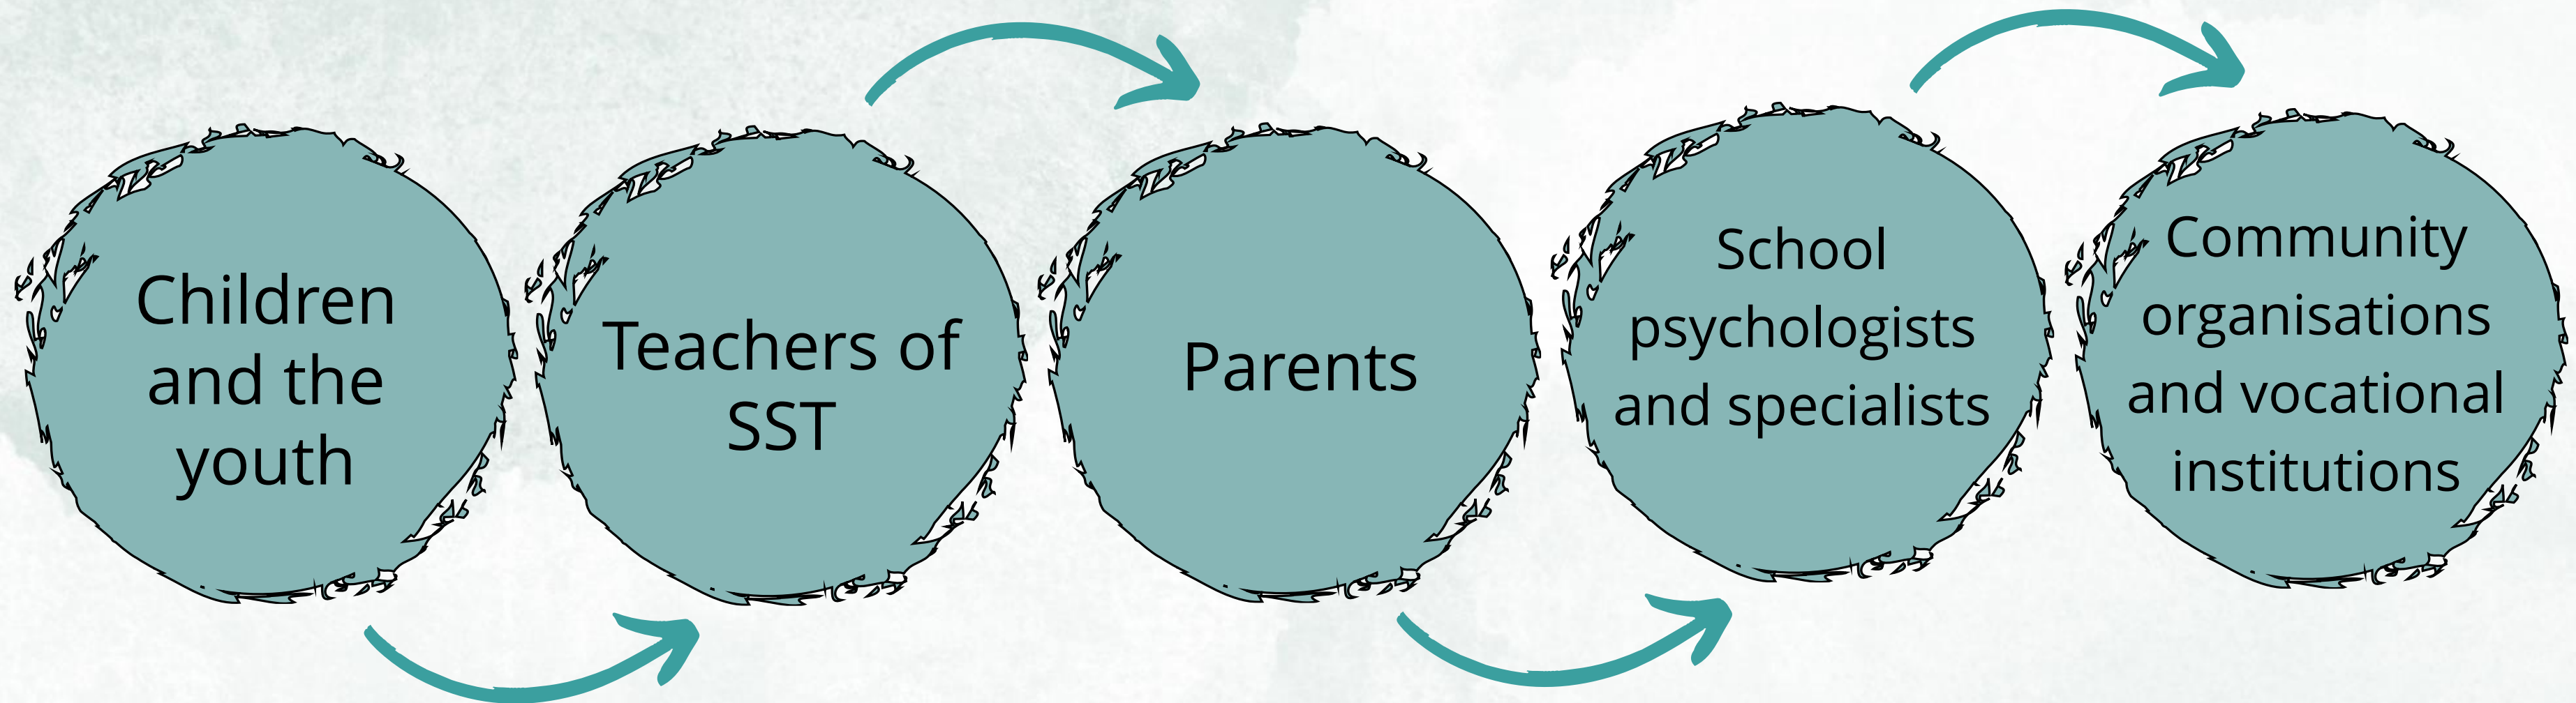 Children
and the
youth
Teachers of
SST
Parents
School
psychologists
and specialists
Community
organisations
and vocational
institutions